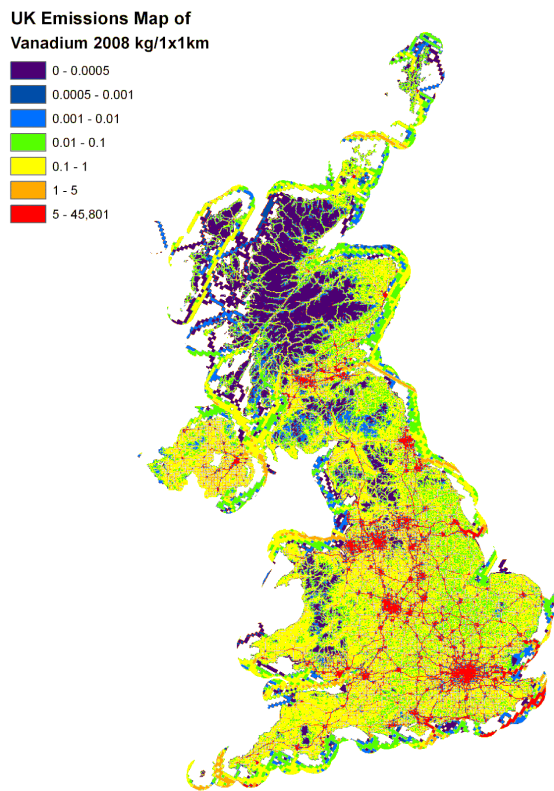 UK Emissions Map of
Vanadium 2008 kg/1x1km
0 - 0.0005
0.0005 - 0.001
0.001 - 0.01
0.01 - 0.1
0.1 - 1
1 - 5
5 - 45,801